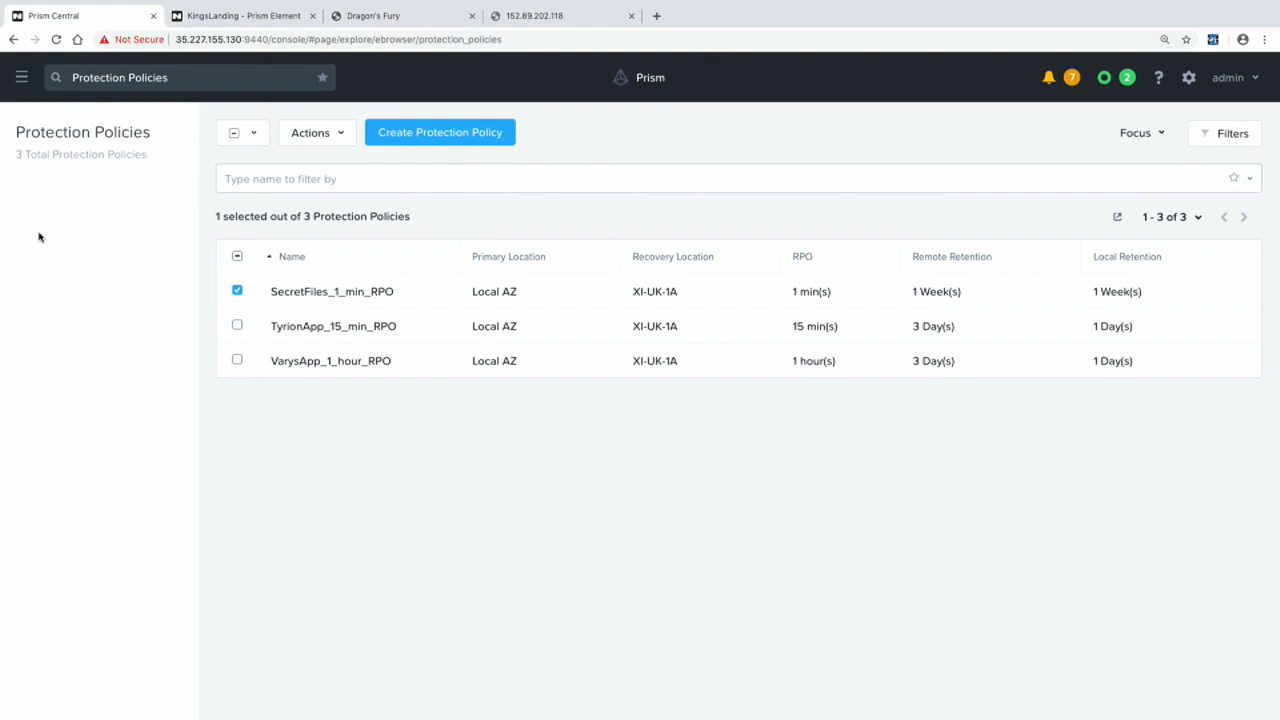 Prism Central
KingsLanding - Prism Element
Dragon's Fury
152.89.202.118
Not Secure
35.227.155.130:9440/console/#page/explore/ebrowser/protection_policies
Protection Policies
Prism
7
2
?
admin
Protection Policies
3 Total Protection Policies
Actions
Create Protection Policy
Focus
Filters
Type name to filter by
1 selected out of 3 Protection Policies
1 - 3 of 3
Name Primary Location Recovery Location RPO Remote Retention Local Retention
SecretFiles_1_min_RPO Local AZ XI-UK-1A 1 min(s) 1 Week(s) 1 Week(s)
TyrionApp_15_min_RPO Local AZ XI-UK-1A 15 min(s) 3 Day(s) 1 Day(s)
VarysApp_1_hour_RPO Local AZ XI-UK-1A 1 hour(s) 3 Day(s) 1 Day(s)